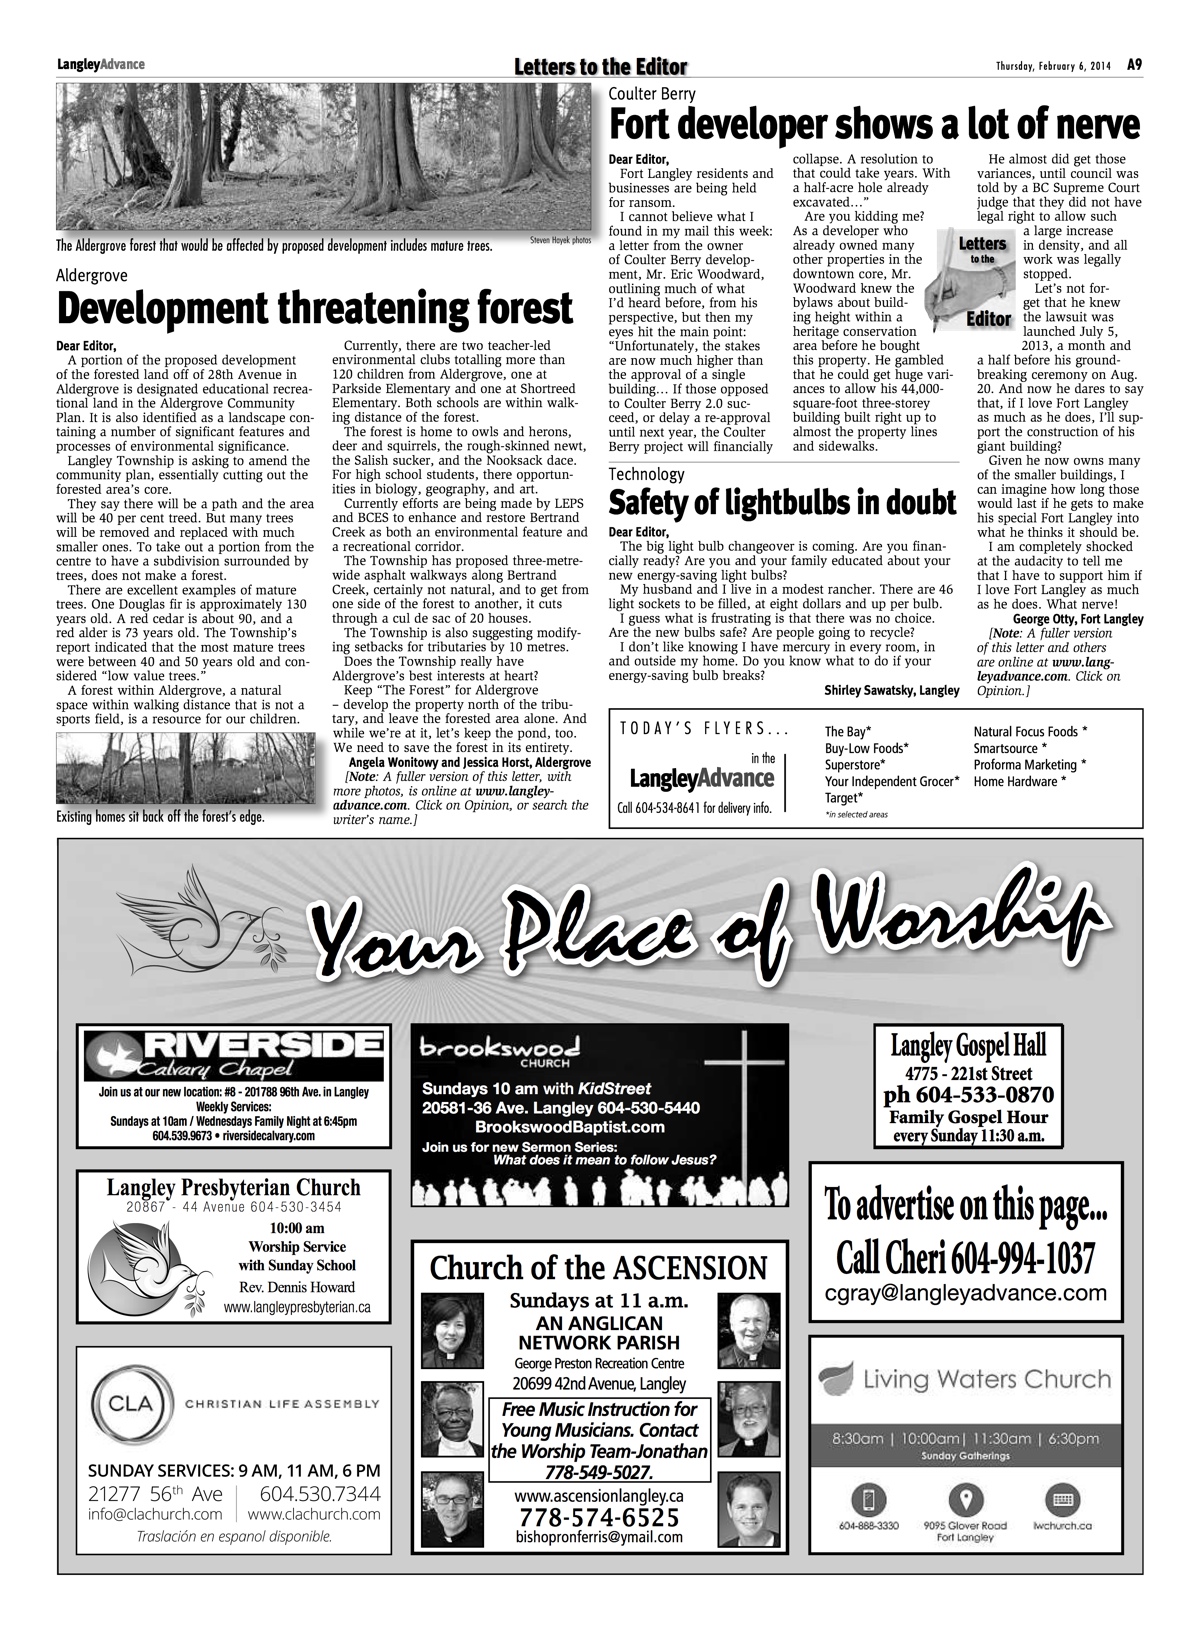 LangleyAdvance
Letters to the Editor
Thursday, February 6, 2014 A9
The Aldergrove forest that would be affected by proposed development includes mature trees.
Steven Hayek photos
Aldergrove
Development threatening forest
Dear Editor,
A portion of the proposed development
of the forested land off of 28th Avenue in
Aldergrove is designated educational recrea-
tional land in the Aldergrove Community
Plan. It is also identified as a landscape con-
taining a number of significant features and
processes of environmental significance.
Langley Township is asking to amend the
community plan, essentially cutting out the
forested area's core.
They say there will be a path and the area
will be 40 per cent treed. But many trees
will be removed and replaced with much
smaller ones. To take out a portion from the
centre to have a subdivision surrounded by
trees, does not make a forest.
There are excellent examples of mature
trees. One Douglas fir is approximately 130
years old. A red cedar is about 90, and a
red alder is 73 years old. The Township's
report indicated that the most mature trees
were between 40 and 50 years old and con-
sidered "low value trees."
A forest within Aldergrove, a natural
space within walking distance that is not a
sports field, is a resource for our children.
Existing homes sit back off the forest's edge.
Currently, there are two teacher-led
environmental clubs totalling more than
120 children from Aldergrove, one at
Parkside Elementary and one at Shortreed
Elementary. Both schools are within walk-
ing distance of the forest.
The forest is home to owls and herons,
deer and squirrels, the rough-skinned newt,
the Salish sucker, and the Nooksack dace.
For high school students, there opportun-
ities in biology, geography, and art.
Currently efforts are being made by LEPS
and BCES to enhance and restore Bertrand
Creek as both an environmental feature and
a recreational corridor.
The Township has proposed three-metre-
wide asphalt walkways along Bertrand
Creek, certainly not natural, and to get from
one side of the forest to another, it cuts
through a cul de sac of 20 houses.
The Township is also suggesting modify-
ing setbacks for tributaries by 10 metres.
Does the Township really have
Aldergrove's best interests at heart?
Keep "The Forest" for Aldergrove
– develop the property north of the tribu-
tary, and leave the forested area alone. And
while we're at it, let's keep the pond, too.
We need to save the forest in its entirety.
Angela Wonitowy and Jessica Horst, Aldergrove
[Note: A fuller version of this letter, with
more photos, is online at www.langley-
advance.com. Click on Opinion, or search the
writer's name.]
Coulter Berry
Fort developer shows a lot of nerve
Dear Editor,
Fort Langley residents and
businesses are being held
for ransom.
I cannot believe what I
found in my mail this week:
a letter from the owner
of Coulter Berry develop-
ment, Mr. Eric Woodward,
outlining much of what
I'd heard before, from his
perspective, but then my
eyes hit the main point:
"Unfortunately, the stakes
are now much higher than
the approval of a single
building… If those opposed
to Coulter Berry 2.0 suc-
ceed, or delay a re-approval
until next year, the Coulter
Berry project will financially
collapse. A resolution to
that could take years. With
a half-acre hole already
excavated…"
Are you kidding me?
As a developer who
already owned many
other properties in the
downtown core, Mr.
Woodward knew the
bylaws about build-
ing height within a
heritage conservation
area before he bought
this property. He gambled
that he could get huge vari-
ances to allow his 44,000-
square-foot three-storey
building built right up to
almost the property lines
and sidewalks.
He almost did get those
variances, until council was
told by a BC Supreme Court
judge that they did not have
legal right to allow such
a large increase
in density, and all
work was legally
stopped.
Let's not for-
get that he knew
the lawsuit was
launched July 5,
2013, a month and
a half before his ground-
breaking ceremony on Aug.
20. And now he dares to say
that, if I love Fort Langley
as much as he does, I'll sup-
port the construction of his
giant building?
Given he now owns many
of the smaller buildings, I
can imagine how long those
would last if he gets to make
his special Fort Langley into
what he thinks it should be.
I am completely shocked
at the audacity to tell me
that I have to support him if
I love Fort Langley as much
as he does. What nerve!
George Otty, Fort Langley
[Note: A fuller version
of this letter and others
are online at www.lang-
leyadvance.com. Click on
Opinion.]
Letters
to the
Editor
Technology
Safety of lightbulbs in doubt
Dear Editor,
The big light bulb changeover is coming. Are you finan-
cially ready? Are you and your family educated about your
new energy-saving light bulbs?
My husband and I live in a modest rancher. There are 46
light sockets to be filled, at eight dollars and up per bulb.
I guess what is frustrating is that there was no choice.
Are the new bulbs safe? Are people going to recycle?
I don't like knowing I have mercury in every room, in
and outside my home. Do you know what to do if your
energy-saving bulb breaks?
Shirley Sawatsky, Langley
TODAY'S FLYERS...
in the
LangleyAdvance
Call 604-534-8641 for delivery info.
The Bay*
Buy-Low Foods*
Superstore*
Your Independent Grocer*
Target*
*in selected areas
Natural Focus Foods *
Smartsource *
Proforma Marketing *
Home Hardware *
Your Place of Worship
RIVERSIDE
Calvary Chapel
Join us at our new location: #8 - 201788 96th Ave. in Langley
Weekly Services:
Sundays at 10am / Wednesdays Family Night at 6:45pm
604.539.9673 • riversidecalvary.com
Langley Presbyterian Church
20867 - 44 Avenue 604-530-3454
10:00 am
Worship Service
with Sunday School
Rev. Dennis Howard
www.langleypresbyterian.ca
CLA
CHRISTIAN LIFE ASSEMBLY
SUNDAY SERVICES: 9 AM, 11 AM, 6 PM
21277 56th Ave | 604.530.7344
info@clachurch.com | www.clachurch.com
Traslación en espanol disponible.
brookswood
CHURCH
Sundays 10 am with KidStreet
20581-36 Ave. Langley 604-530-5440
BrookswoodBaptist.com
Join us for new Sermon Series:
What does it mean to follow Jesus?
Church of the ASCENSION
Sundays at 11 a.m.
AN ANGLICAN
NETWORK PARISH
George Preston Recreation Centre
20699 42nd Avenue, Langley
Free Music Instruction for
Young Musicians. Contact
the Worship Team-Jonathan
778-549-5027.
www.ascensionlangley.ca
778-574-6525
bishopronferris@ymail.com
Langley Gospel Hall
4775 - 221st Street
ph 604-533-0870
Family Gospel Hour
every Sunday 11:30 a.m.
To advertise on this page...
Call Cheri 604-994-1037
cgray@langleyadvance.com
Living Waters Church
8:30am | 10:00am | 11:30am | 6:30pm
Sunday Gatherings
604-888-3330
9095 Glover Road
Fort Langley
lwchurch.ca